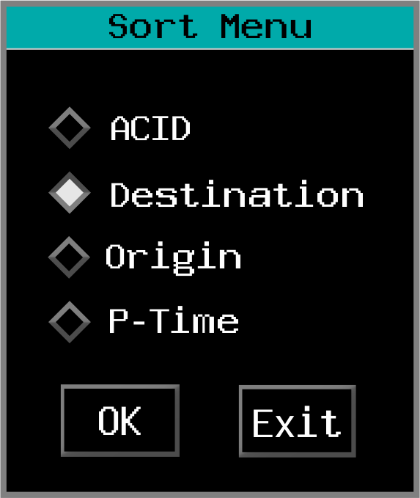 Sort Menu
ACID
Destination
Origin
P-Time
OK Exit